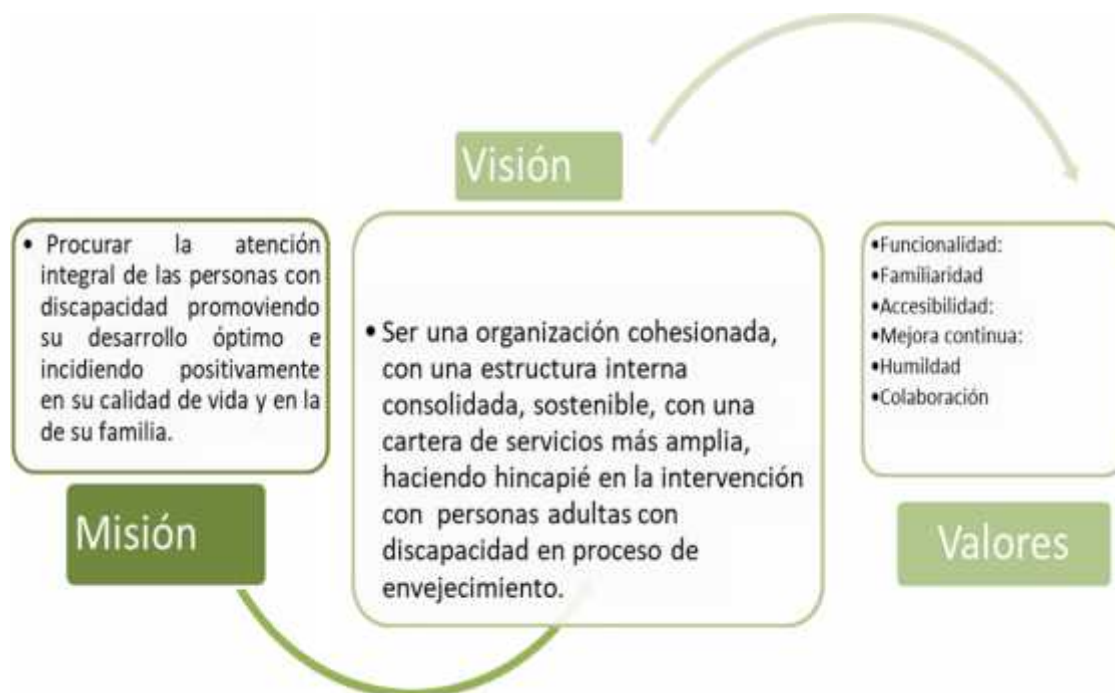 • Procurar la atención
integral de las personas con
discapacidad promoviendo
su desarrollo óptimo e
incidiendo positivamente
en su calidad de vida y en la
de su familia.
Misión
Visión
• Ser una organización cohesionada,
con una estructura interna
consolidada, sostenible, con una
cartera de servicios más amplia,
haciendo hincapié en la intervención
con personas adultas con
discapacidad en proceso de
envejecimiento.
•Funcionalidad:
•Familiaridad
•Accesibilidad:
•Mejora continua:
•Humildad
•Colaboración
Valores